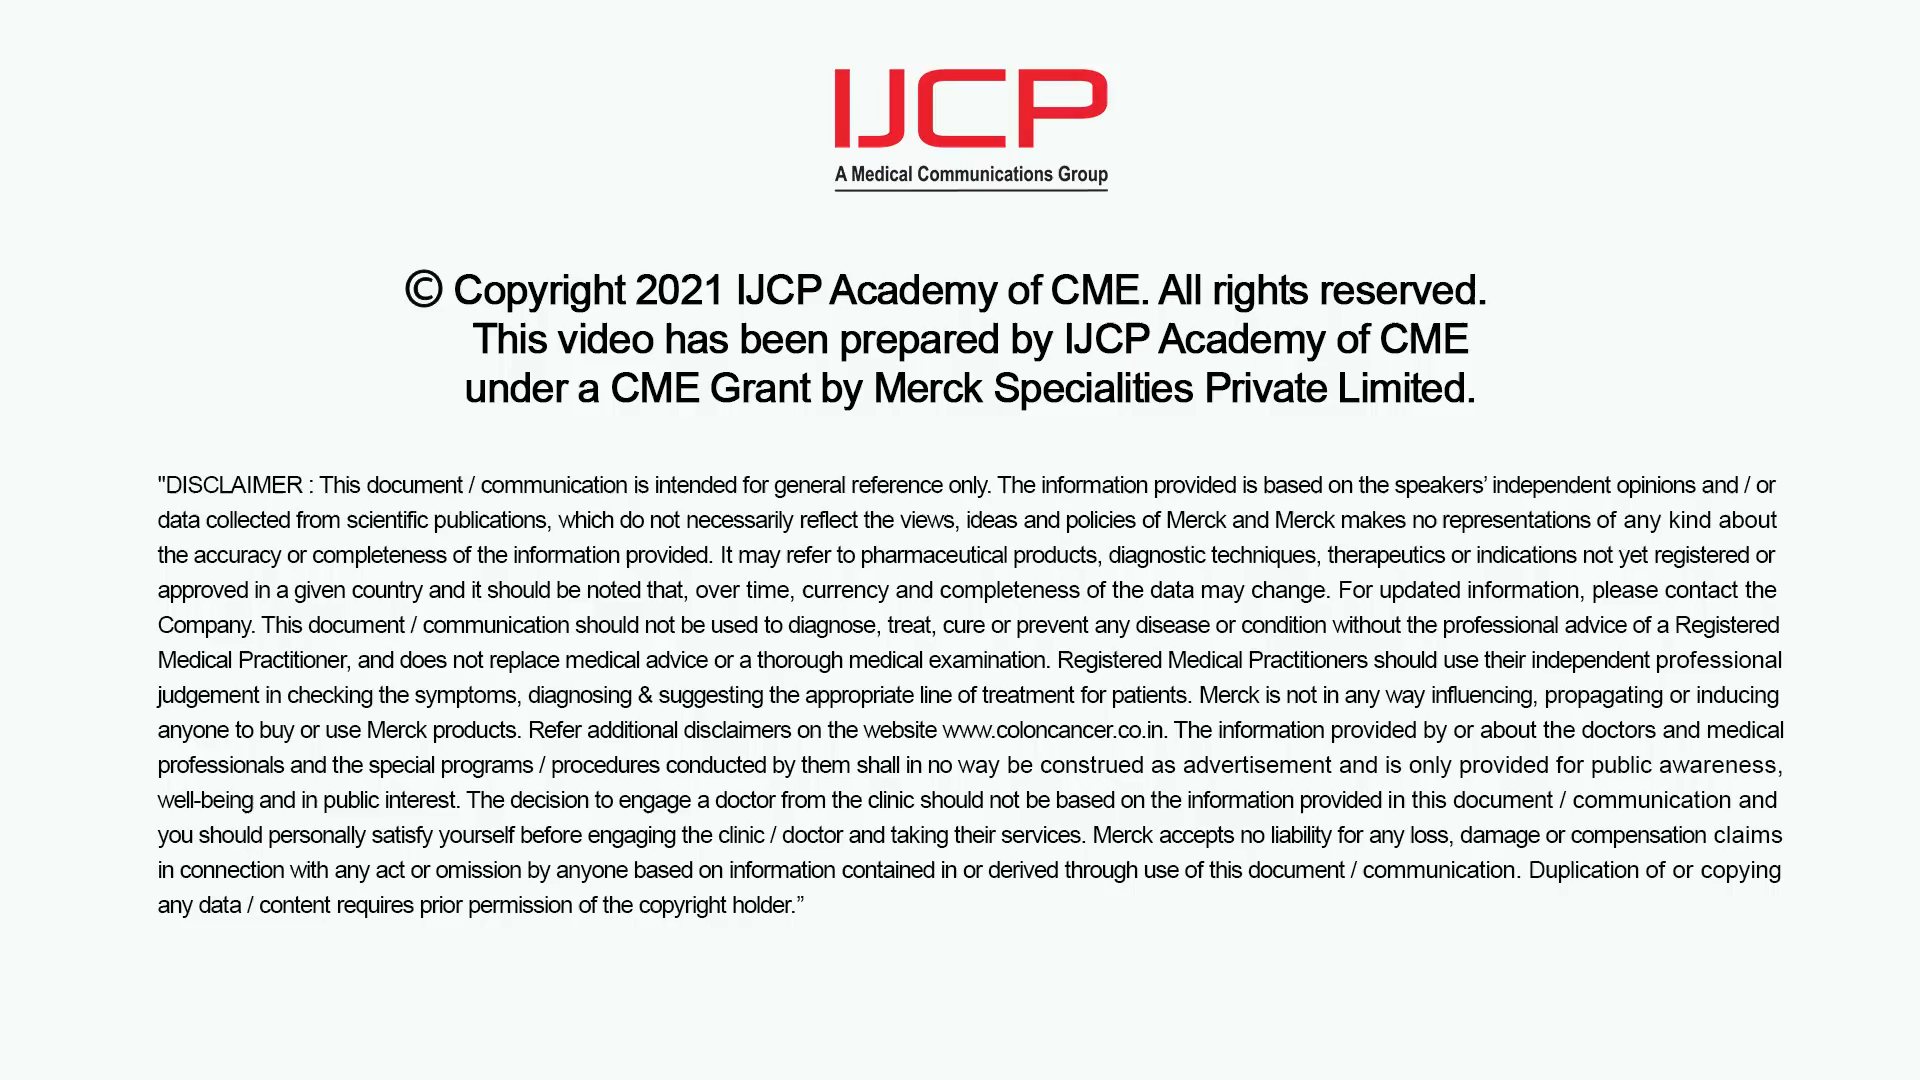 IJCP
A Medical Communications Group
© Copyright 2021 IJCP Academy of CME. All rights reserved.
This video has been prepared by IJCP Academy of CME
under a CME Grant by Merck Specialities Private Limited.
"DISCLAIMER : This document / communication is intended for general reference only. The information provided is based on the speakers’ independent opinions and / or
data collected from scientific publications, which do not necessarily reflect the views, ideas and policies of Merck and Merck makes no representations of any kind about
the accuracy or completeness of the information provided. It may refer to pharmaceutical products, diagnostic techniques, therapeutics or indications not yet registered or
approved in a given country and it should be noted that, over time, currency and completeness of the data may change. For updated information, please contact the
Company. This document / communication should not be used to diagnose, treat, cure or prevent any disease or condition without the professional advice of a Registered
Medical Practitioner, and does not replace medical advice or a thorough medical examination. Registered Medical Practitioners should use their independent professional
judgement in checking the symptoms, diagnosing & suggesting the appropriate line of treatment for patients. Merck is not in any way influencing, propagating or inducing
anyone to buy or use Merck products. Refer additional disclaimers on the website www.coloncancer.co.in. The information provided by or about the doctors and medical
professionals and the special programs / procedures conducted by them shall in no way be construed as advertisement and is only provided for public awareness,
well-being and in public interest. The decision to engage a doctor from the clinic should not be based on the information provided in this document / communication and
you should personally satisfy yourself before engaging the clinic / doctor and taking their services. Merck accepts no liability for any loss, damage or compensation claims
in connection with any act or omission by anyone based on information contained in or derived through use of this document / communication. Duplication of or copying
any data / content requires prior permission of the copyright holder.”